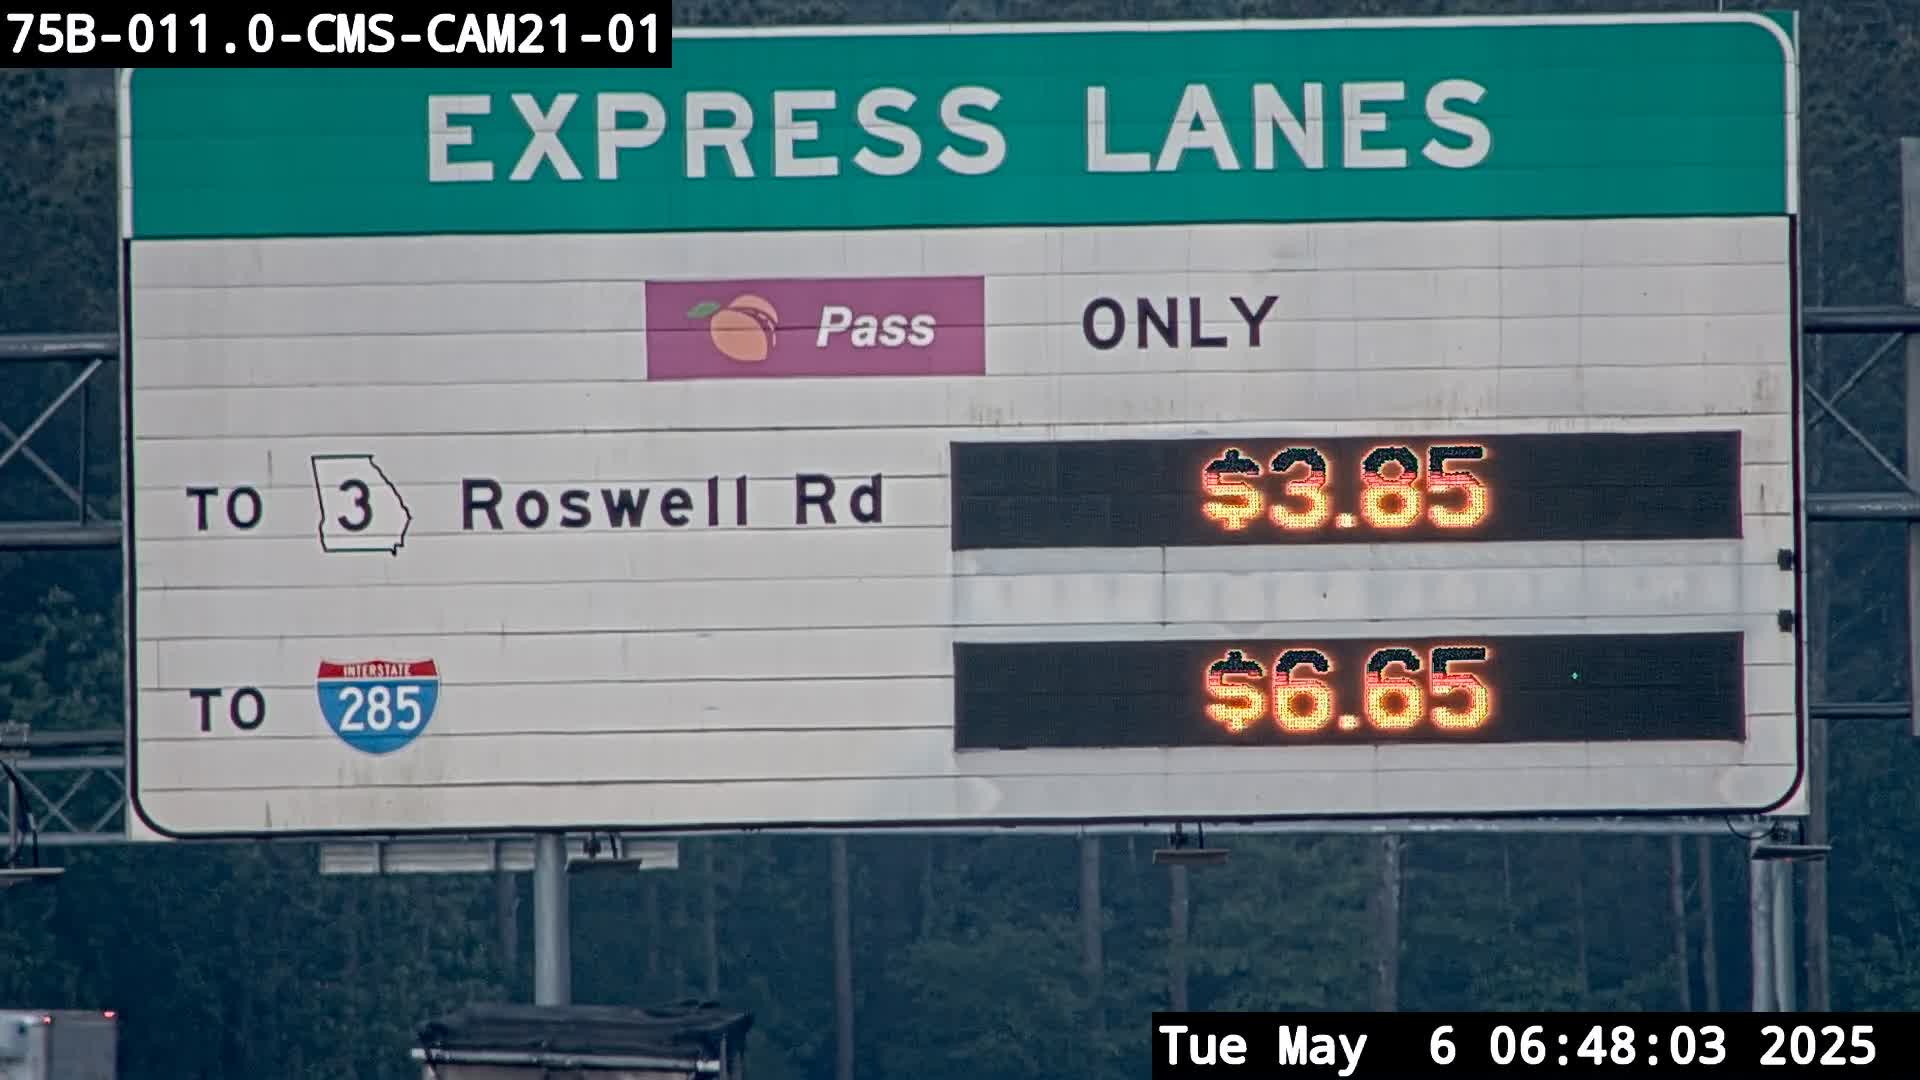 75B-011.0-CMS-CAM21-01
EXPRESS LANES
Pass ONLY
TO 3 Roswell Rd $3.85
INTERSTATE
TO 285 $6.65
Tue May 6 06:48:03 2025